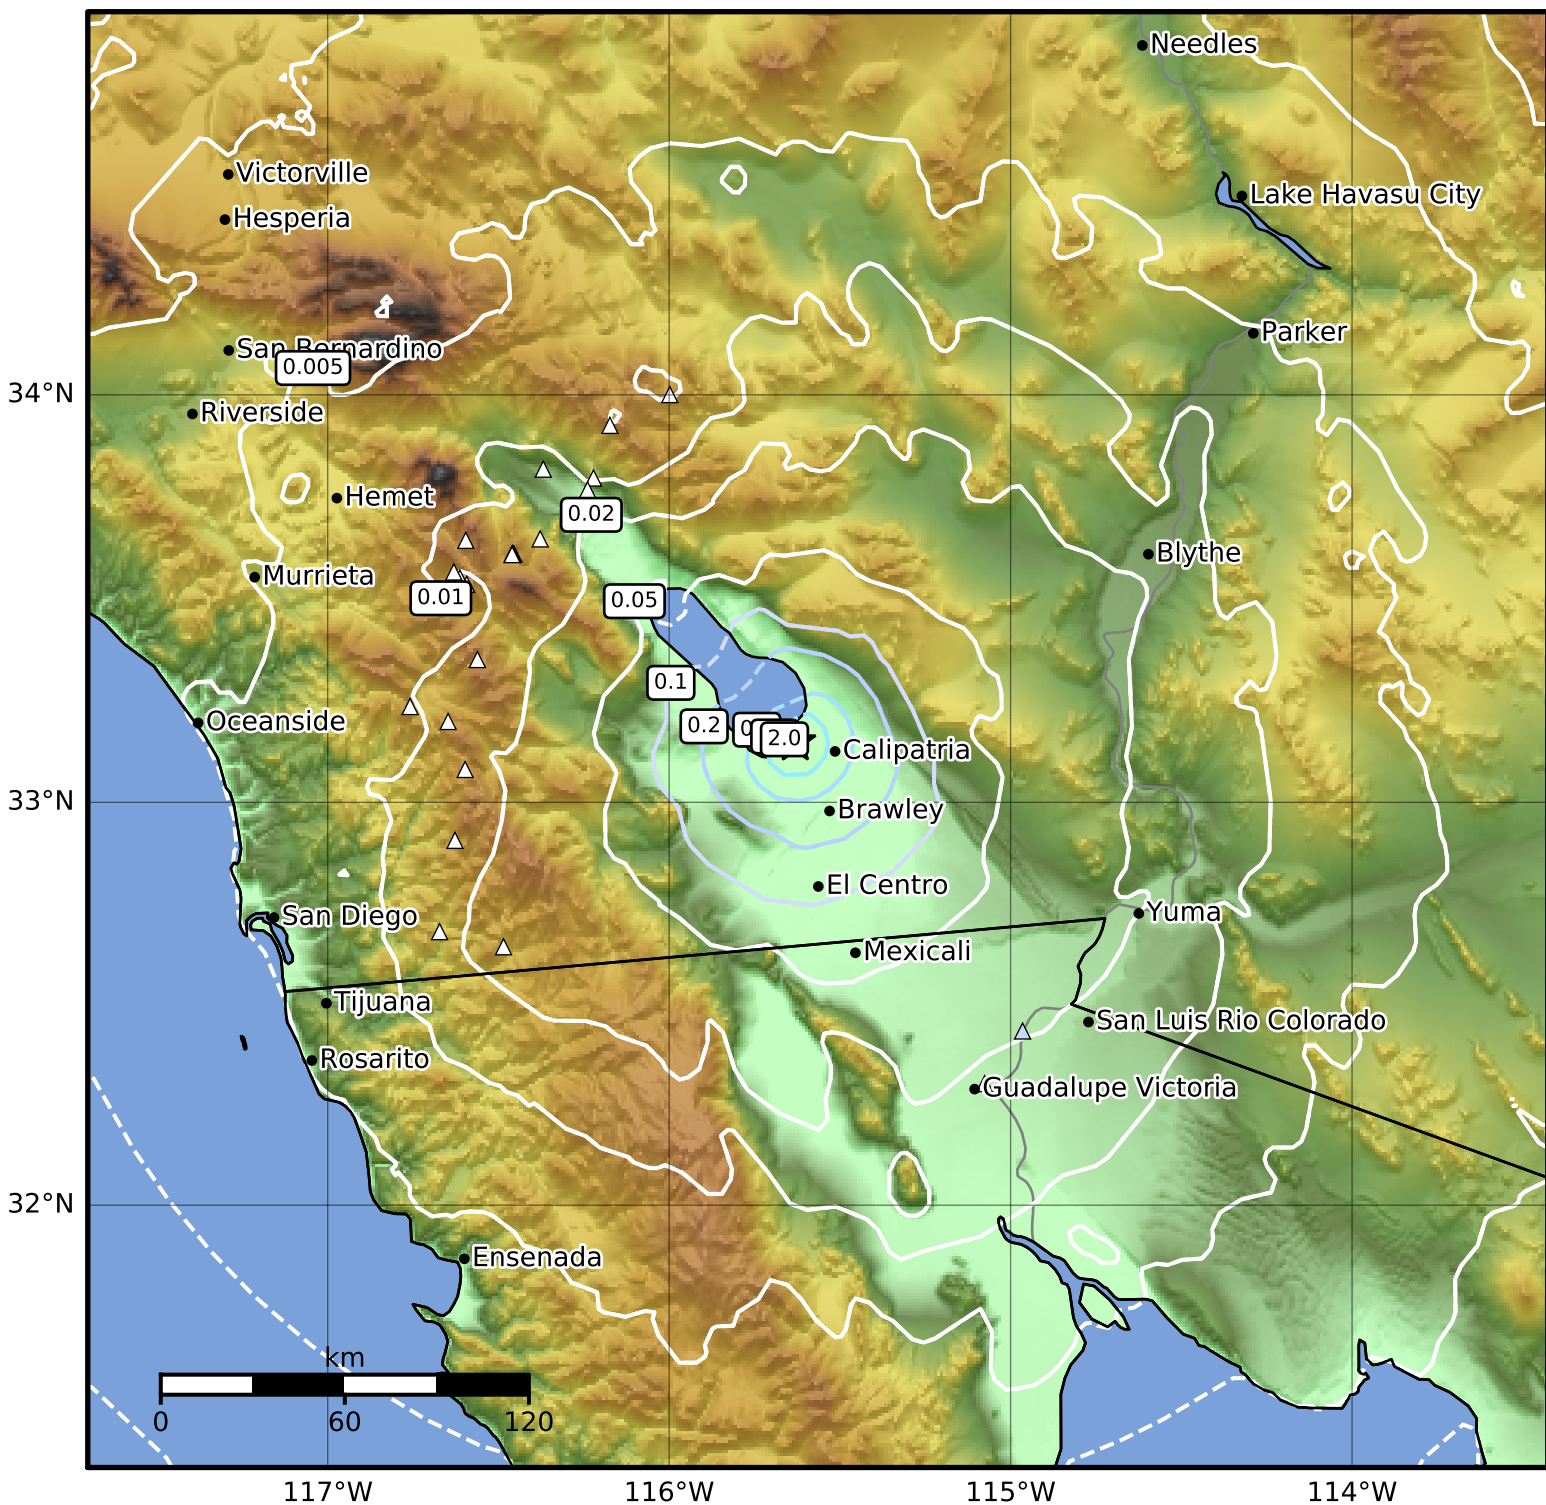 Needles
Victorville
Lake Havasu City
Hesperia
Parker
San Bernardino
0.005
34°N
Riverside
Hemet
0.02
Blythe
Murrieta
0.01
0.05
0.1
Oceanside
0.2
2.0
Calipatria
33°N
Brawley
El Centro
San Diego
Yuma
Mexicali
Tijuana
San Luis Rio Colorado
Rosarito
Guadalupe Victoria
32°N
Ensenada
km
0 60 120
117°W 116°W 115°W 114°W